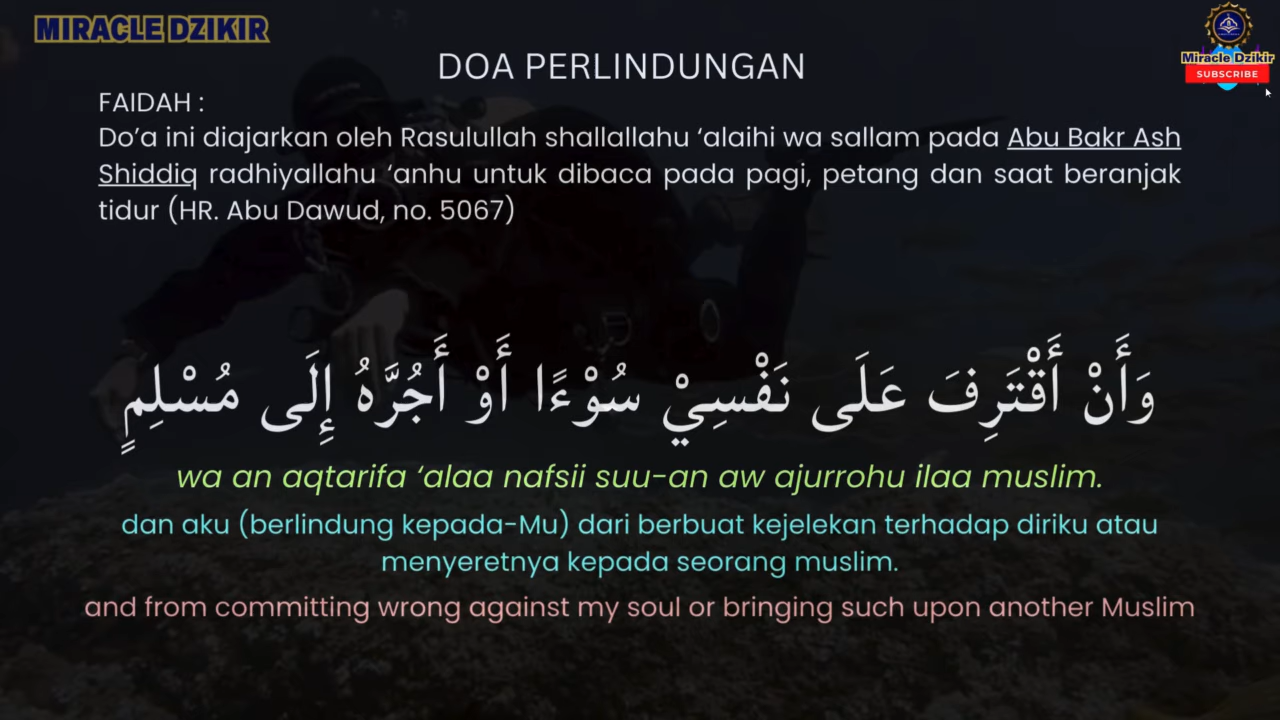 MIRACLE DZIKIR
Miracle Dzikir
SUBSCRIBE
DOA PERLINDUNGAN
FAIDAH :
Do’a ini diajarkan oleh Rasulullah shallallahu ‘alaihi wa sallam pada Abu Bakr Ash
Shiddiq radhiyallahu ‘anhu untuk dibaca pada pagi, petang dan saat beranjak
tidur (HR. Abu Dawud, no. 5067)
وَأَنْ أَقْتَرِفَ عَلَى نَفْسِيْ سُوْءًا أَوْ أَجُرَّهُ إِلَى مُسْلِمٍ
wa an aqtarifa ‘alaa nafsii suu-an aw ajurrohu ilaa muslim.
dan aku (berlindung kepada-Mu) dari berbuat kejelekan terhadap diriku atau
menyeretnya kepada seorang muslim.
and from committing wrong against my soul or bringing such upon another Muslim